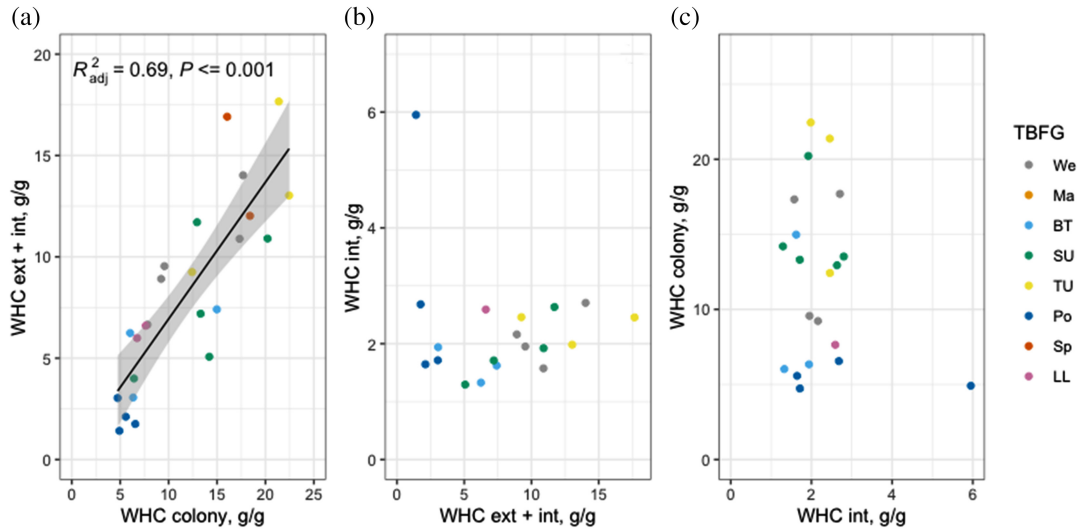 (a)
(b)
(c)
R²adj = 0.69, P <= 0.001
20
15
10
5
0
WHC ext + int, g/g
0 5 10 15 20 25
WHC colony, g/g
6
4
2
0
WHC int, g/g
0 5 10 15
WHC ext + int, g/g
20
10
0
WHC colony, g/g
0 2 4 6
WHC int, g/g
TBFG
We
Ma
BT
SU
TU
Po
Sp
LL